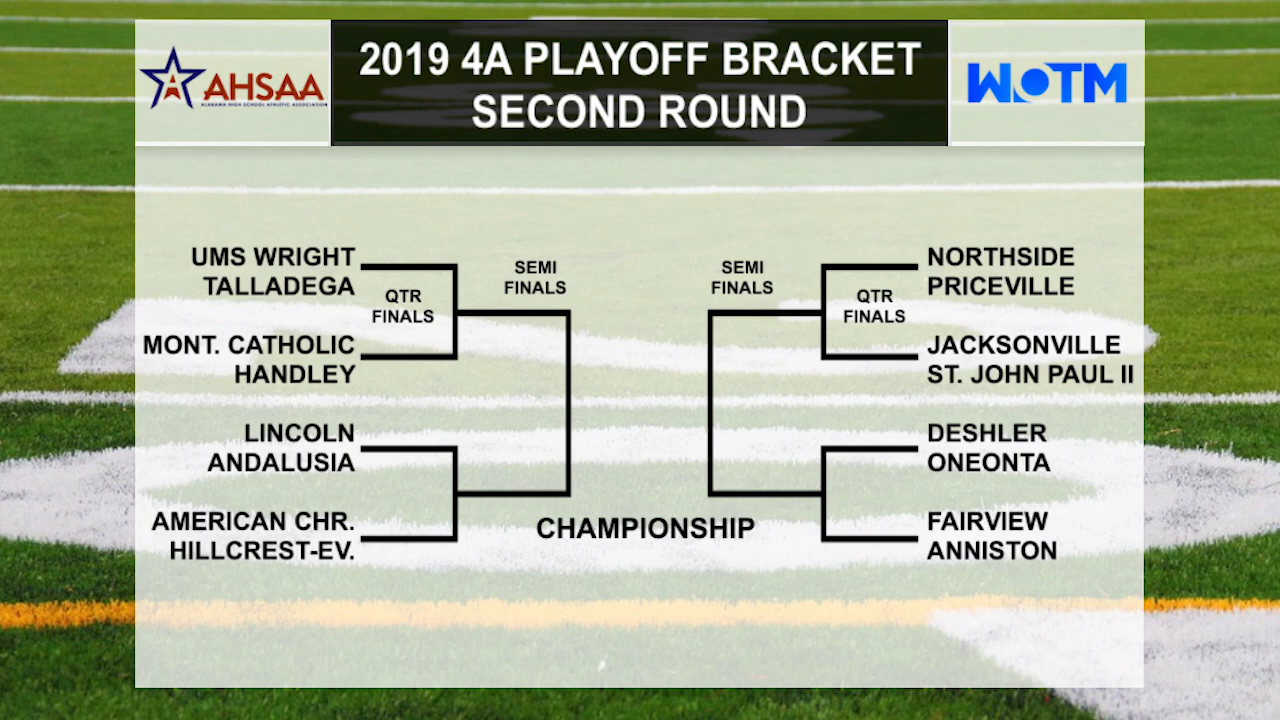 AHSAA
ALABAMA HIGH SCHOOL ATHLETIC ASSOCIATION
2019 4A PLAYOFF BRACKET
SECOND ROUND
WOTM
UMS WRIGHT
TALLADEGA
MONT. CATHOLIC
HANDLEY
LINCOLN
ANDALUSIA
AMERICAN CHR.
HILLCREST-EV.
QTR
FINALS
SEMI
FINALS
CHAMPIONSHIP
SEMI
FINALS
QTR
FINALS
NORTHSIDE
PRICEVILLE
JACKSONVILLE
ST. JOHN PAUL II
DESHLER
ONEONTA
FAIRVIEW
ANNISTON